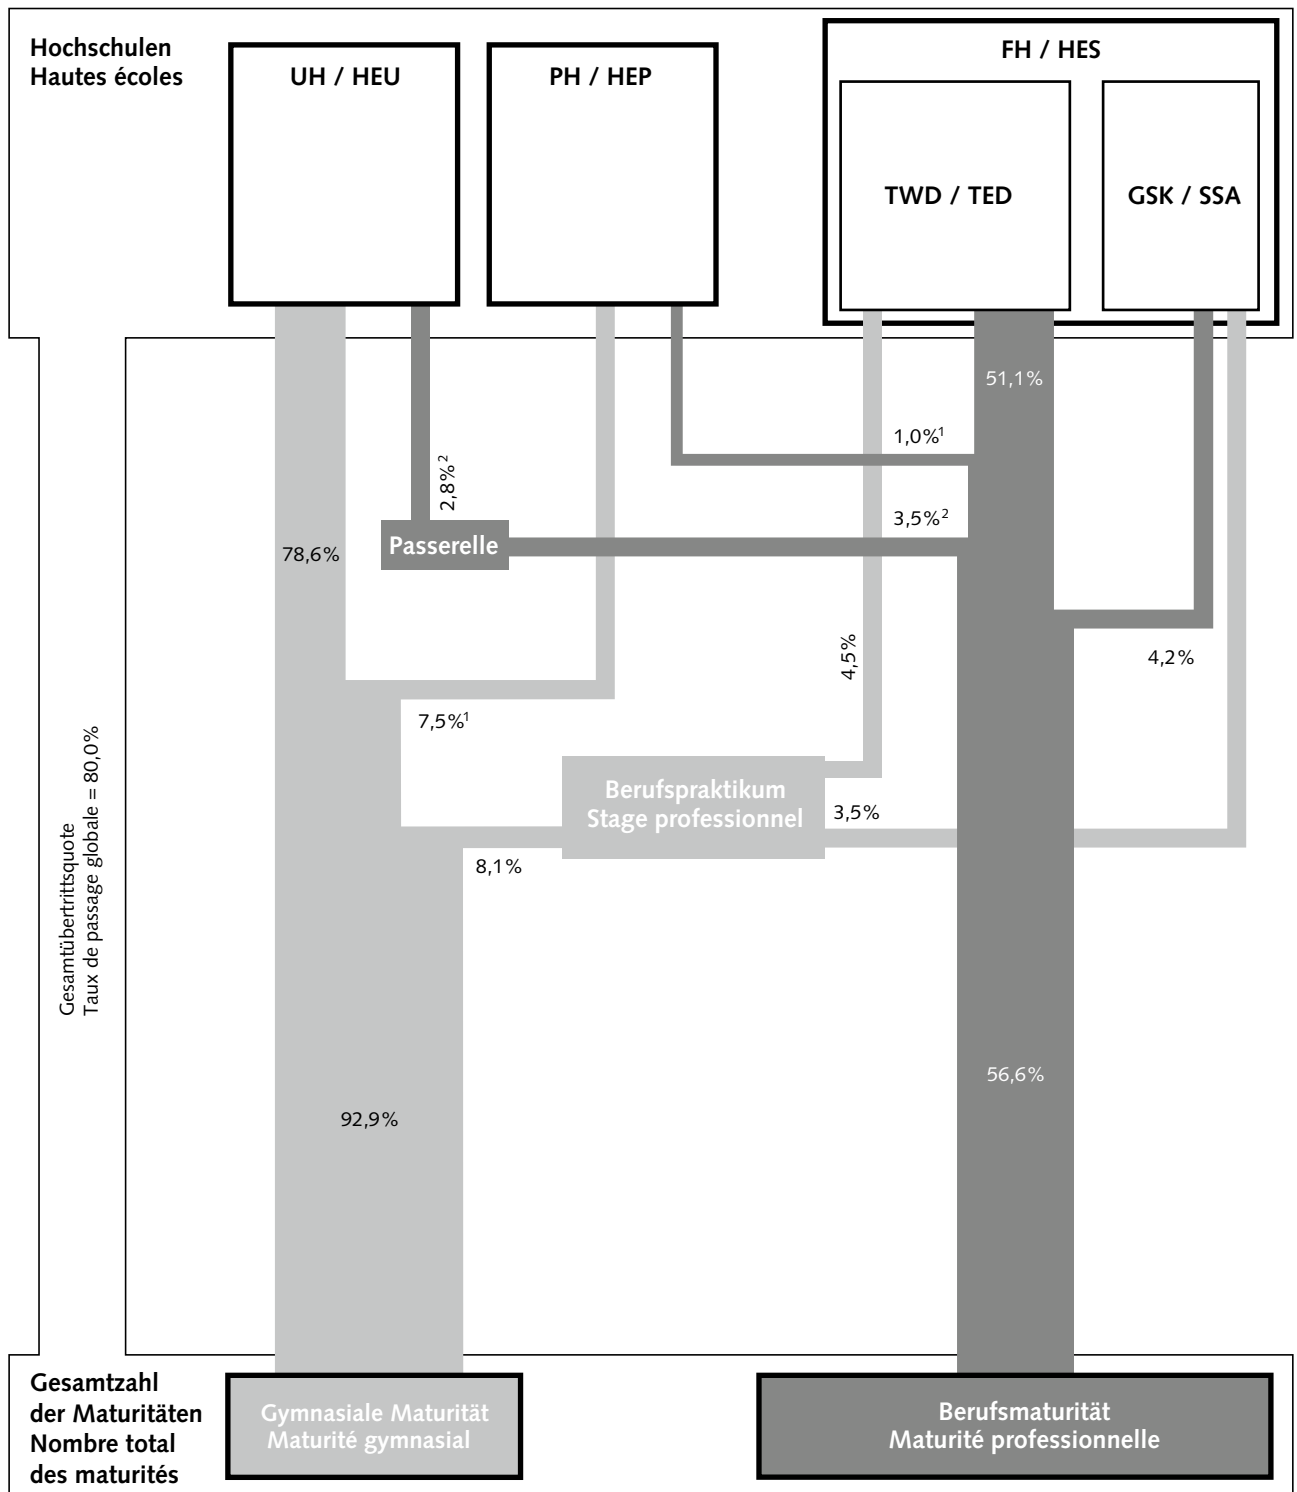 Hochschulen
Hautes écoles
UH / HEU
PH / HEP
FH / HES
TWD / TED
GSK / SSA
51,1%
1,0%¹
2,8%²
3,5%²
Passerelle
78,6%
4,5%
4,2%
7,5%¹
Berufspraktikum
Stage professionnel
3,5%
8,1%
Gesamtübertrittsquote
Taux de passage globale = 80,0%
56,6%
92,9%
Gesamtzahl
der Maturitäten
Nombre total
des maturités
Gymnasiale Maturität
Maturité gymnasial
Berufsmaturität
Maturité professionnelle